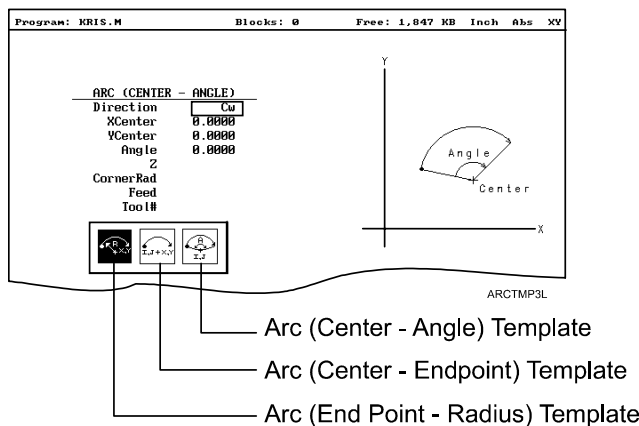 Program: KRIS.M Blocks: 0 Free: 1,847 KB Inch Abs XY
ARC (CENTER - ANGLE)
Direction Cw
XCenter 0.0000
YCenter 0.0000
Angle 0.0000
Z
CornerRad
Feed
Tool#
Y
Angle
Center
X
R X,Y
I,J+X,Y
A I,J
ARCTMP3L
Arc (Center - Angle) Template
Arc (Center - Endpoint) Template
Arc (End Point - Radius) Template